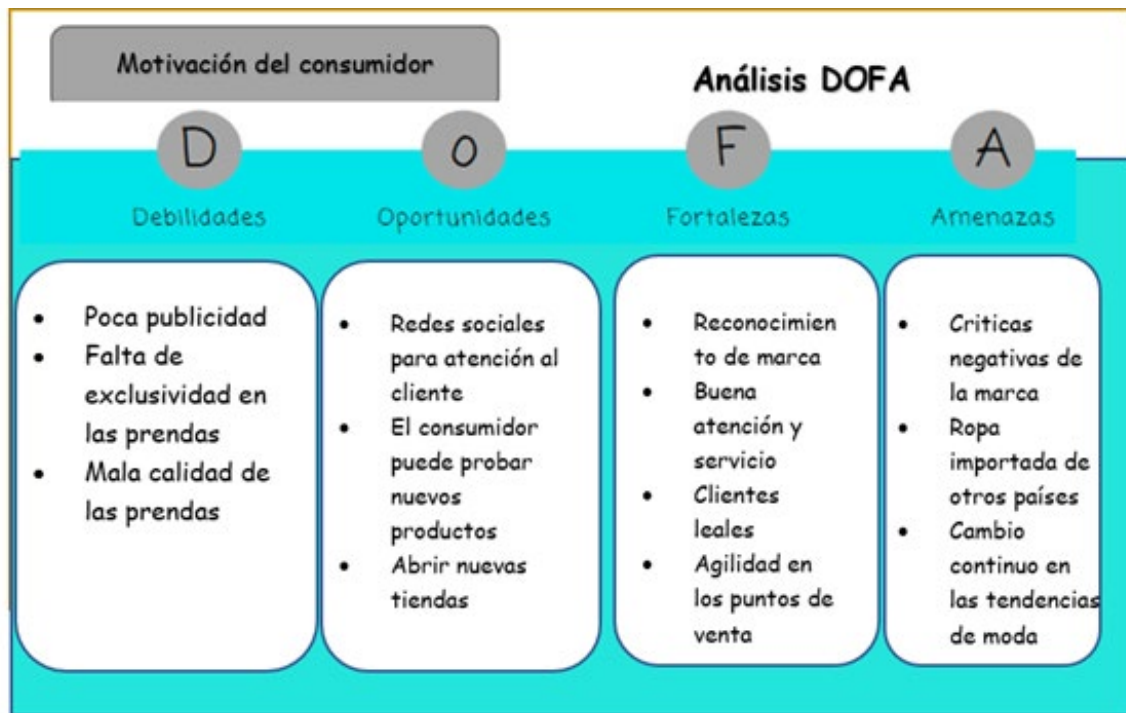 Motivación del consumidor
Análisis DOFA
D
O
F
A
Debilidades
Oportunidades
Fortalezas
Amenazas
• Poca publicidad
• Falta de
exclusividad en
las prendas
• Mala calidad de
las prendas
• Redes sociales
para atención al
cliente
• El consumidor
puede probar
nuevos
productos
• Abrir nuevas
tiendas
• Reconocimien
to de marca
• Buena
atención y
servicio
• Clientes
leales
• Agilidad en
los puntos de
venta
• Criticas
negativas de
la marca
• Ropa
importada de
otros países
• Cambio
continuo en
las tendencias
de moda